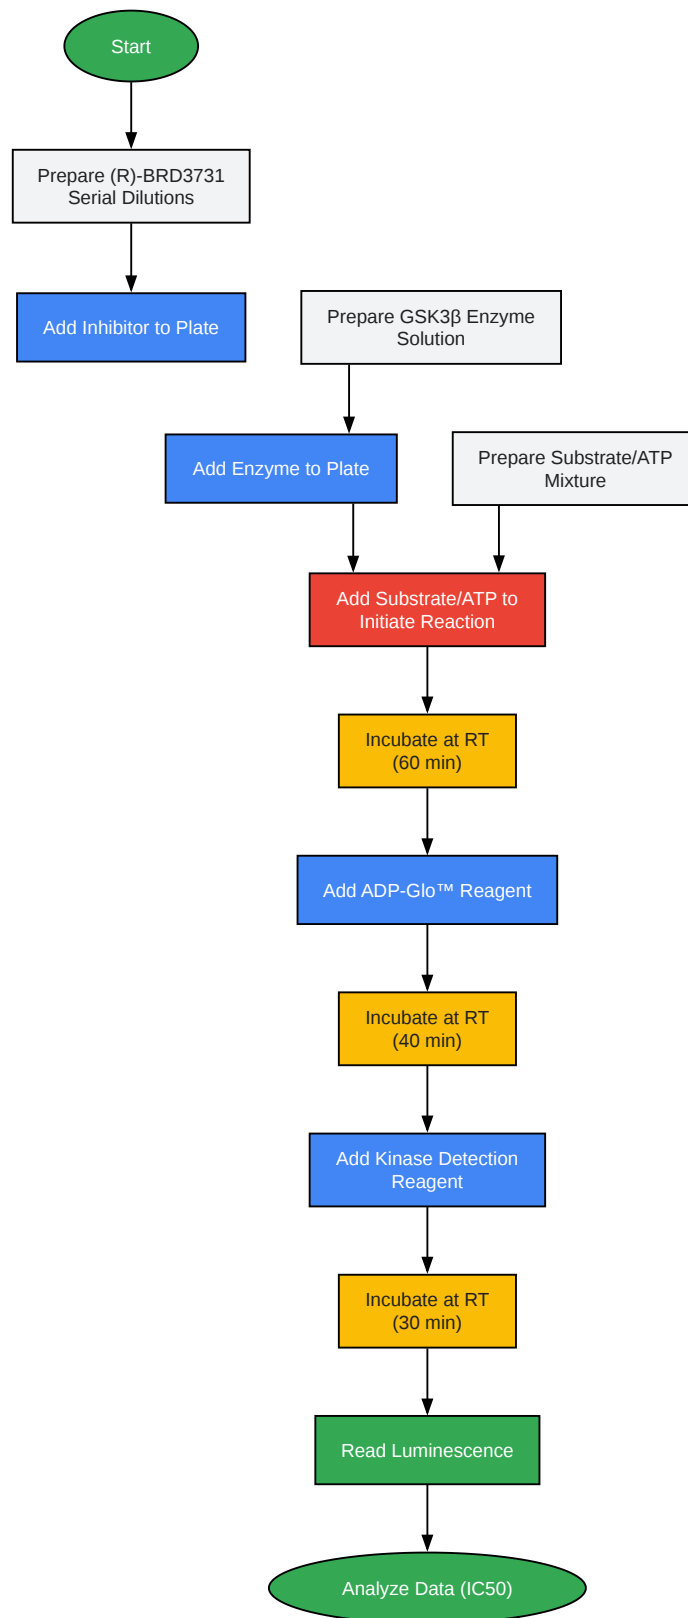 Start
Prepare (R)-BRD3731
Serial Dilutions
Add Inhibitor to Plate
Prepare GSK3β Enzyme
Solution
Add Enzyme to Plate
Prepare Substrate/ATP
Mixture
Add Substrate/ATP to
Initiate Reaction
Incubate at RT
(60 min)
Add ADP-Glo™ Reagent
Incubate at RT
(40 min)
Add Kinase Detection
Reagent
Incubate at RT
(30 min)
Read Luminescence
Analyze Data (IC50)